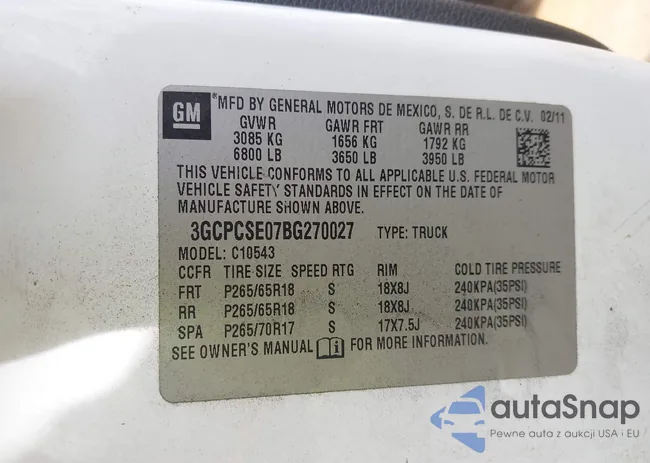 GM
*MFD BY GENERAL MOTORS DE MEXICO, S. DE R.L. DE C.V. 02/11
GVWR GAWR FRT GAWR RR
3085 KG 1656 KG 1792 KG
6800 LB 3650 LB 3950 LB
THIS VEHICLE CONFORMS TO ALL APPLICABLE U.S. FEDERAL MOTOR
VEHICLE SAFETY STANDARDS IN EFFECT ON THE DATE OF
MANUFACTURE SHOWN ABOVE.
3GCPCSE07BG270027 TYPE: TRUCK
MODEL: C10543
CCFR TIRE SIZE SPEED RTG RIM COLD TIRE PRESSURE
FRT P265/65R18 S 18X8J 240KPA(35PSI)
RR P265/65R18 S 18X8J 240KPA(35PSI)
SPA P265/70R17 S 17X7.5J 240KPA(35PSI)
SEE OWNER'S MANUAL FOR MORE INFORMATION.
autoSnap
Pewne auta z aukcji USA i EU